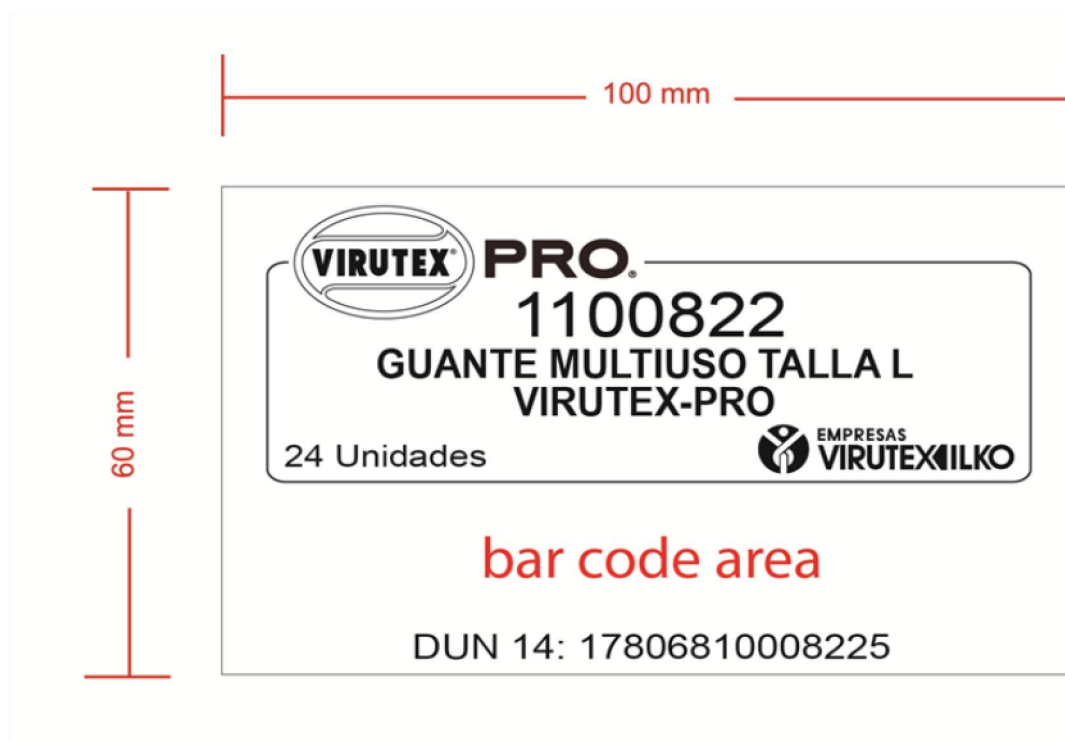 100 mm
60 mm
VIRUTEX®
PRO®
1100822
GUANTE MULTIUSO TALLA L
VIRUTEX-PRO
24 Unidades
EMPRESAS
VIRUTEX ILKO
bar code area
DUN 14: 17806810008225